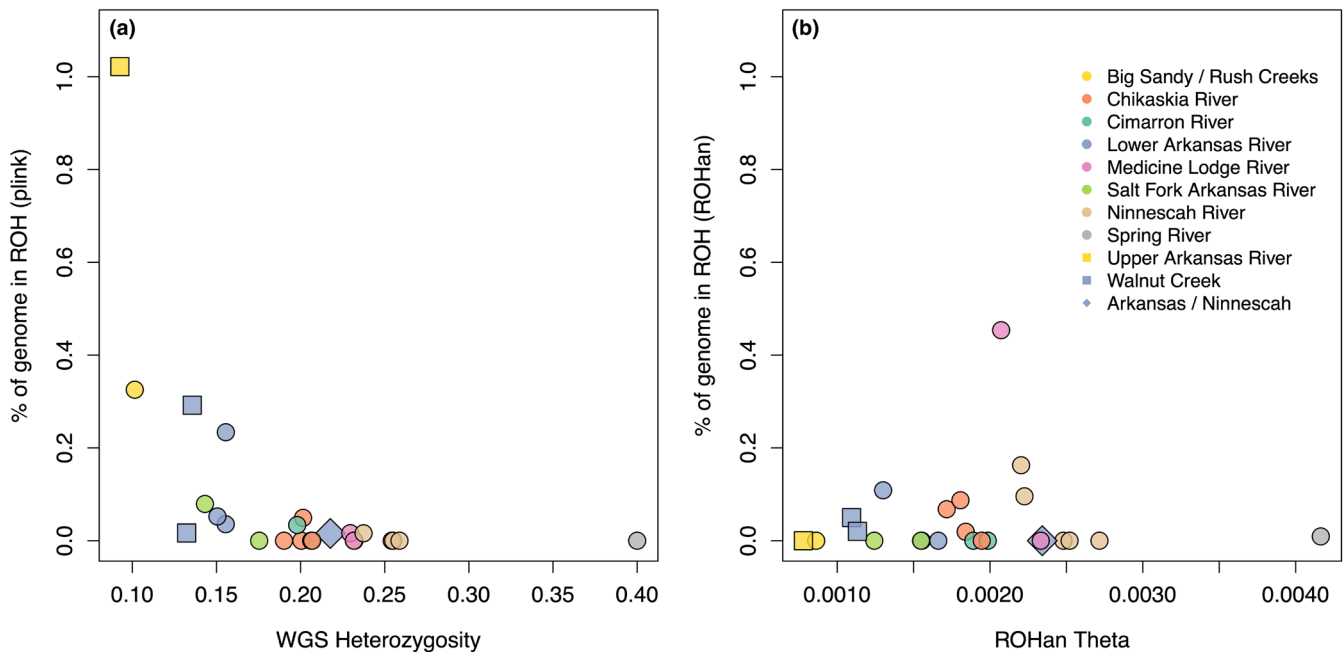 (a)
% of genome in ROH (plink)
1.0
0.8
0.6
0.4
0.2
0.0
0.10
0.15
0.20
0.25
0.30
0.35
0.40
WGS Heterozygosity
(b)
% of genome in ROH (ROHan)
1.0
0.8
0.6
0.4
0.2
0.0
Big Sandy / Rush Creeks
Chikaskia River
Cimarron River
Lower Arkansas River
Medicine Lodge River
Salt Fork Arkansas River
Ninnescah River
Spring River
Upper Arkansas River
Walnut Creek
Arkansas / Ninnescah
0.0010
0.0020
0.0030
0.0040
ROHan Theta